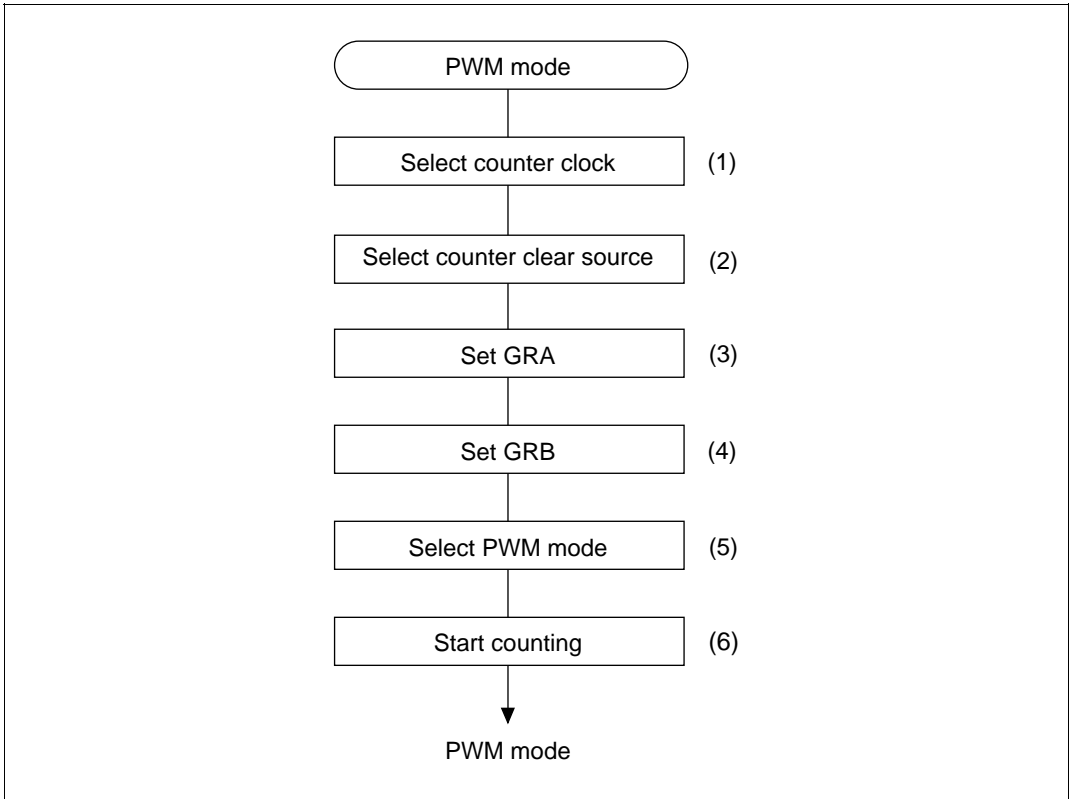 PWM mode
Select counter clock (1)
Select counter clear source (2)
Set GRA (3)
Set GRB (4)
Select PWM mode (5)
Start counting (6)
PWM mode